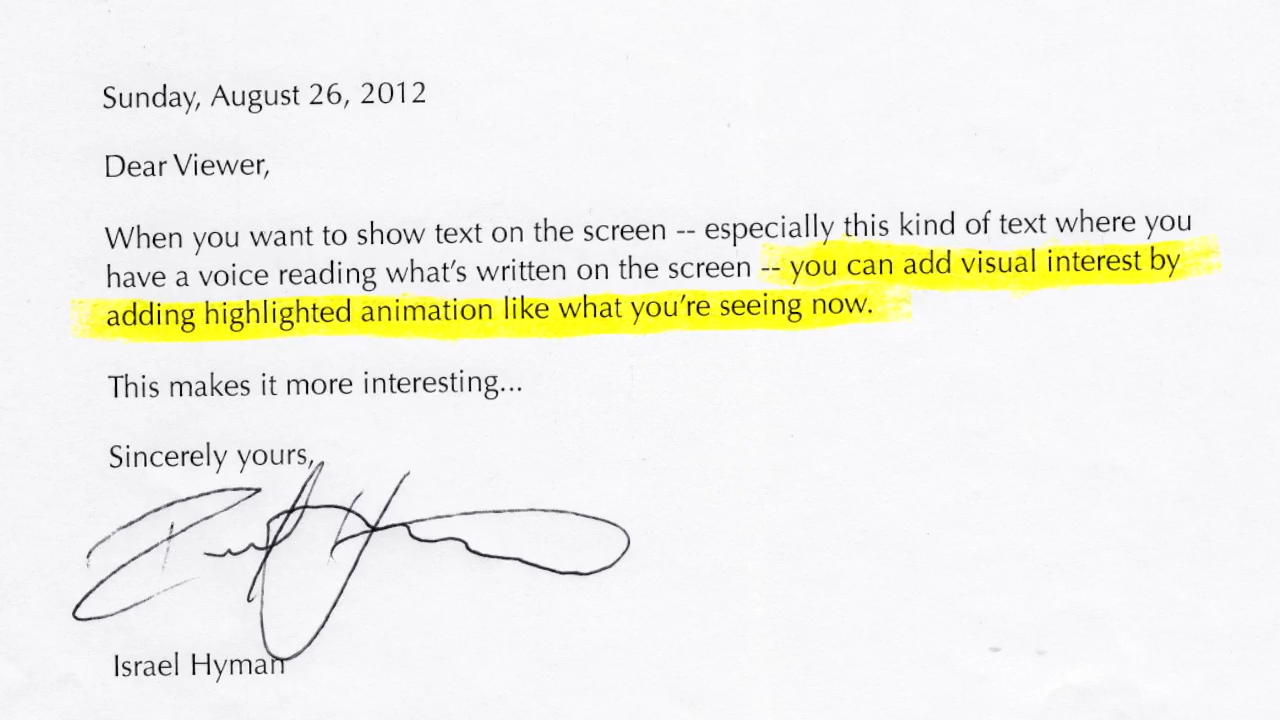 Sunday, August 26, 2012
Dear Viewer,
When you want to show text on the screen -- especially this kind of text where you
have a voice reading what's written on the screen -- you can add visual interest by
adding highlighted animation like what you're seeing now.
This makes it more interesting...
Sincerely yours,
Israel Hyman